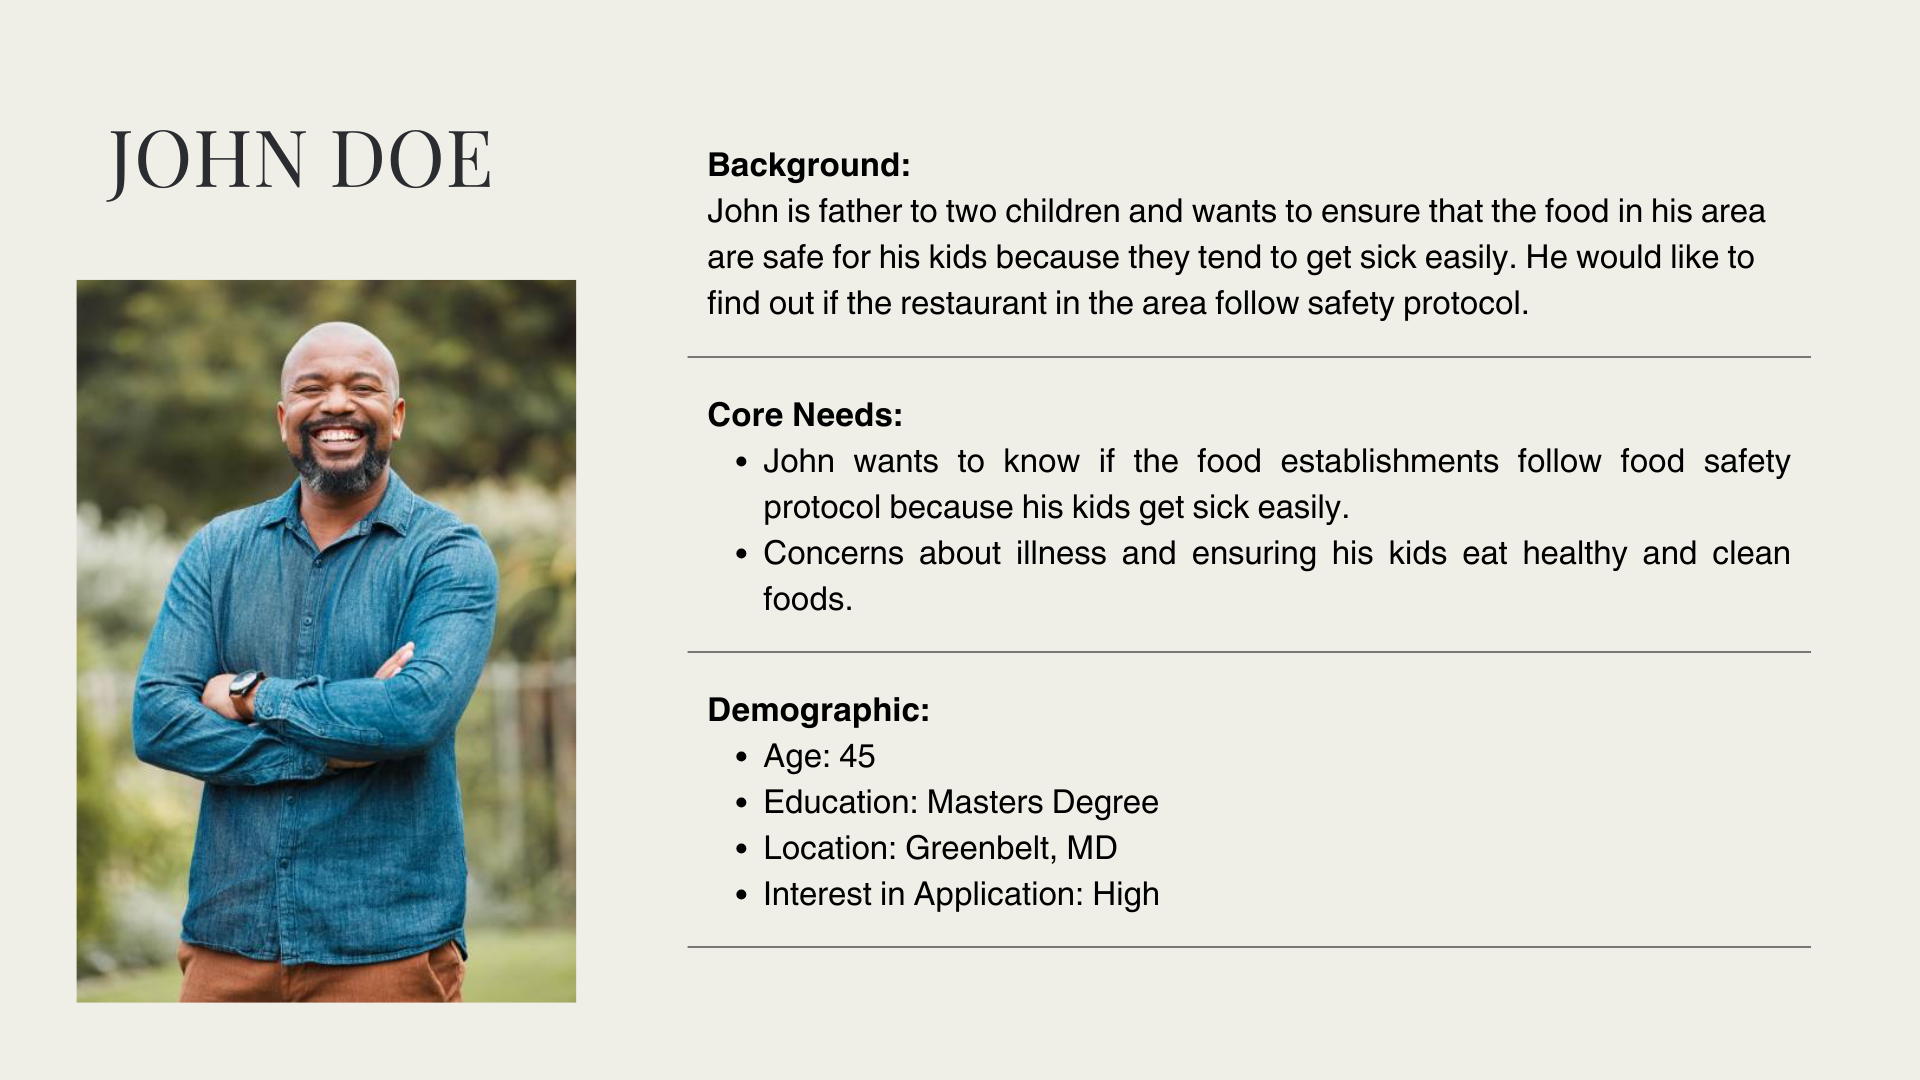 JOHN DOE
Background:
John is father to two children and wants to ensure that the food in his area
are safe for his kids because they tend to get sick easily. He would like to
find out if the restaurant in the area follow safety protocol.
Core Needs:
• John wants to know if the food establishments follow food safety
protocol because his kids get sick easily.
• Concerns about illness and ensuring his kids eat healthy and clean
foods.
Demographic:
• Age: 45
• Education: Masters Degree
• Location: Greenbelt, MD
• Interest in Application: High